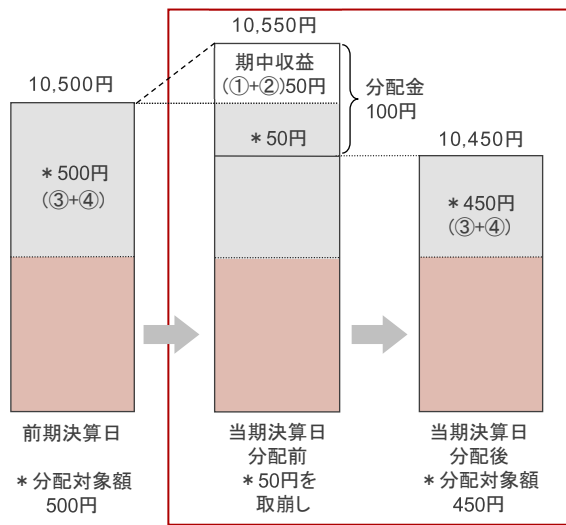 10,550円
期中収益
(①+②)50円
分配金
100円
10,500円
＊50円
10,450円
＊500円
(③+④)
＊450円
(③+④)
前期決算日
＊分配対象額
500円
当期決算日
分配前
＊50円を
取崩し
当期決算日
分配後
＊分配対象額
450円